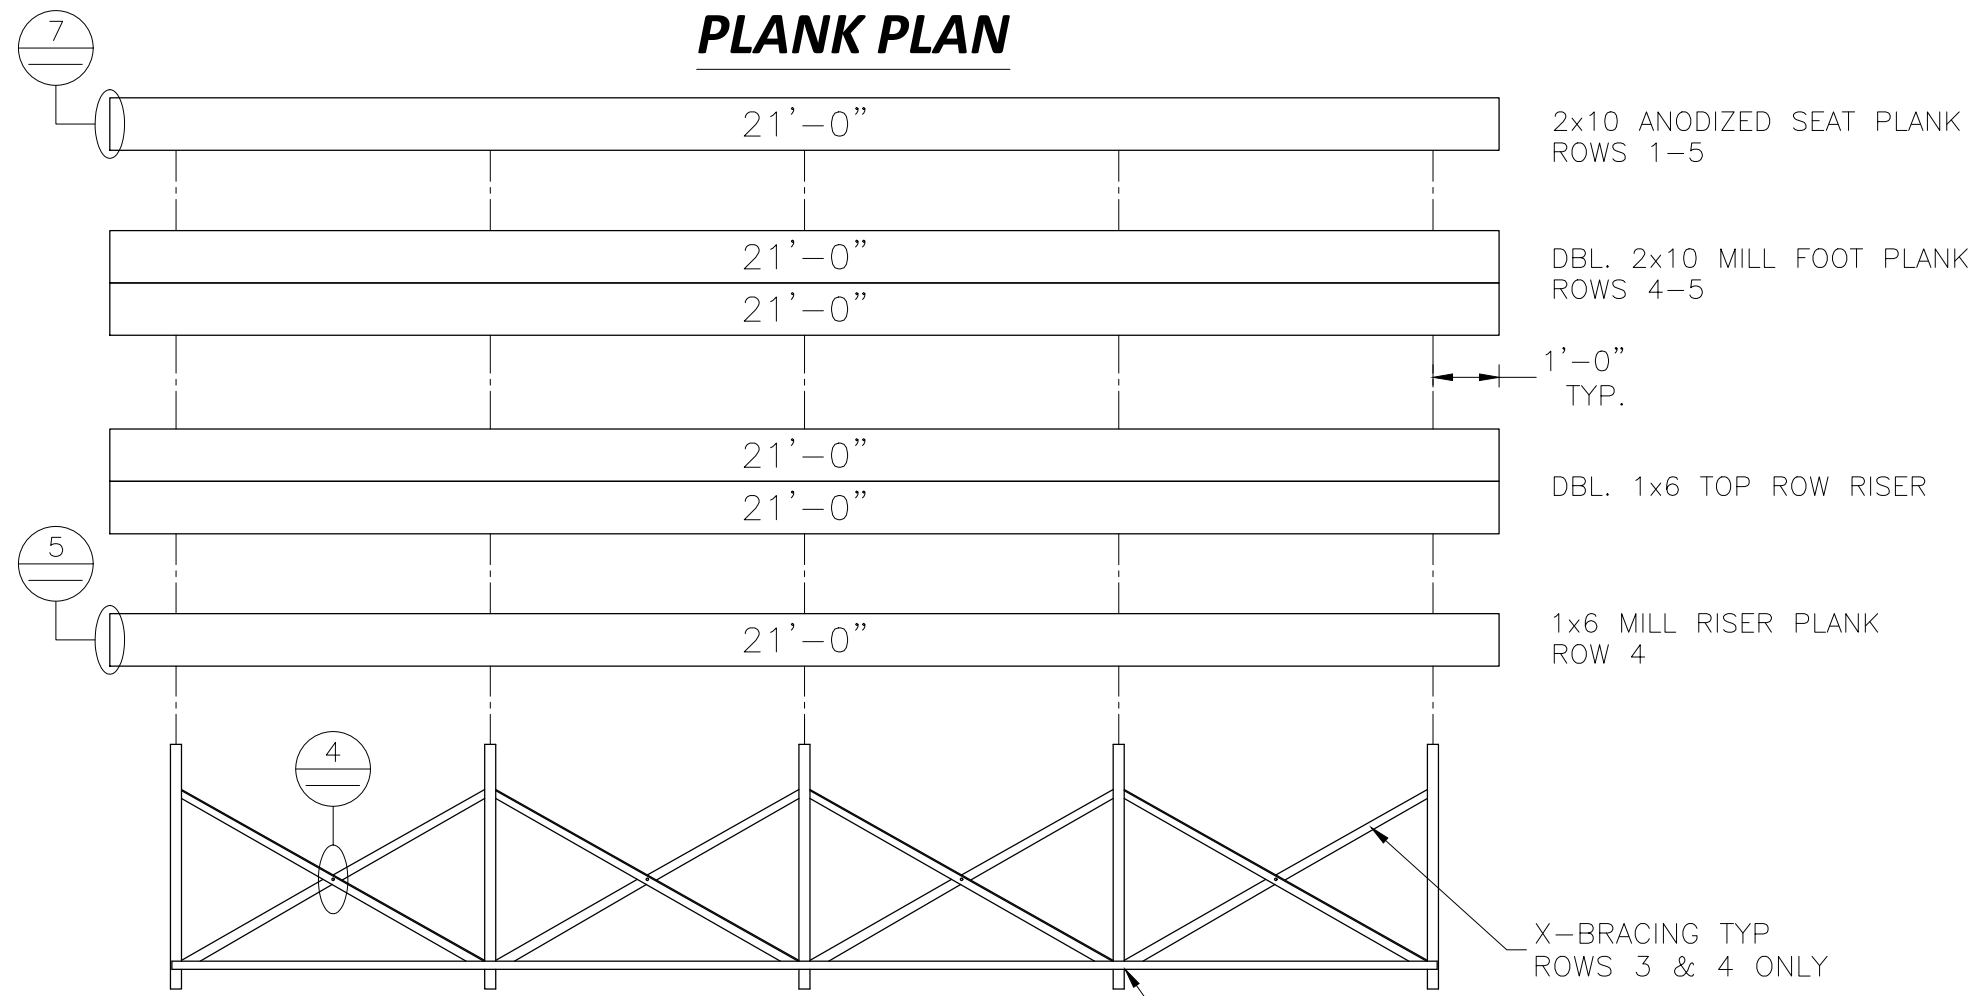 PLANK PLAN
7
21'-0"
2x10 ANODIZED SEAT PLANK
ROWS 1-5
21'-0"
21'-0"
DBL. 2x10 MILL FOOT PLANK
ROWS 4-5
1'-0"
TYP.
21'-0"
21'-0"
DBL. 1x6 TOP ROW RISER
5
21'-0"
1x6 MILL RISER PLANK
ROW 4
4
X-BRACING TYP
ROWS 3 & 4 ONLY